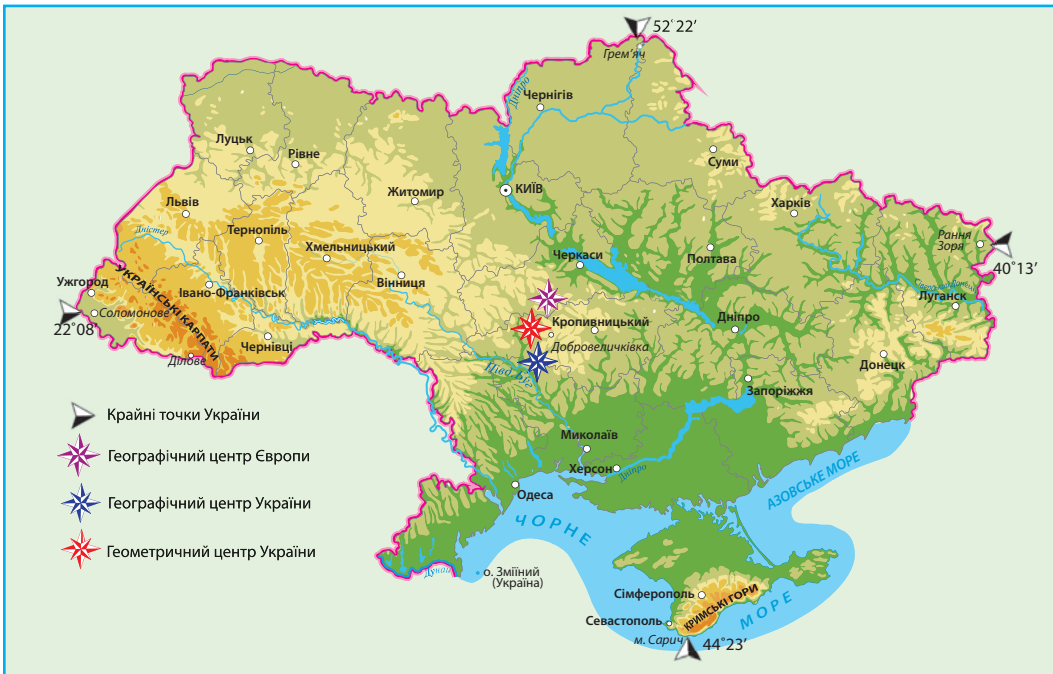 52°22'
Грем'яч
Дніпро
Чернігів
Луцьк
Рівне
Суми
КИЇВ
Житомир
Львів
Харків
Дністер
Тернопіль
Рання
Зоря
Хмельницький
Полтава
Черкаси
40°13'
Ужгород
УКРАЇНСЬКІ КАРПАТИ
Вінниця
Івано-Франківськ
Луганск
Соломонове
22°08'
Кропивницький
Дніпро
Добровеличківка
Чернівці
Ділове
Донецк
Півд. Буг
Запоріжжя
Крайні точки України
Географічний центр Європи
Географічний центр України
Геометричний центр України
Миколаїв
Херсон
Дніпро
Одеса
АЗОВСЬКЕ МОРЕ
ЧОРНЕ
МОРЕ
Дунай
о. Зміїний
(Україна)
Сімферополь
КРИМСЬКІ ГОРИ
Севастополь
м. Сарич
44°23'